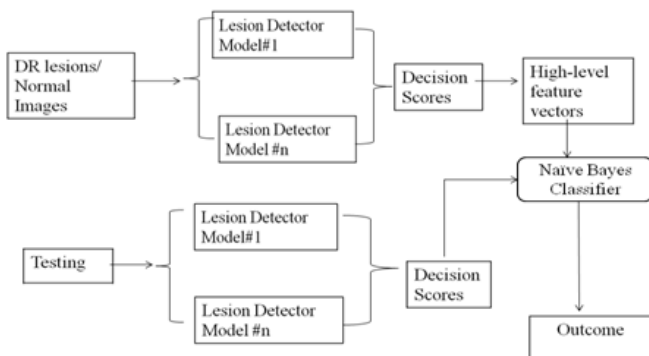 DR lesions/
Normal
Images
Lesion Detector
Model#1
Lesion Detector
Model #n
Decision
Scores
High-level
feature
vectors
Naïve Bayes
Classifier
Testing
Lesion Detector
Model#1
Lesion Detector
Model #n
Decision
Scores
Outcome